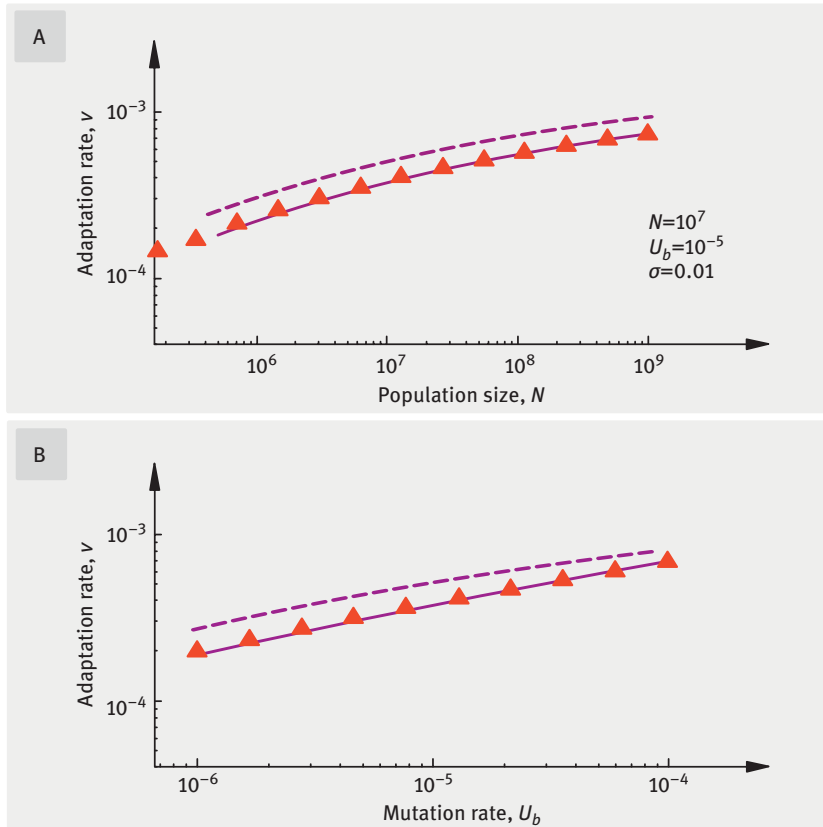 A
Adaptation rate, v
10⁻³
10⁻⁴
N=10⁷
U_b=10⁻⁵
σ=0.01
10⁶ 10⁷ 10⁸ 10⁹
Population size, N
B
Adaptation rate, v
10⁻³
10⁻⁴
10⁻⁶ 10⁻⁵ 10⁻⁴
Mutation rate, U_b